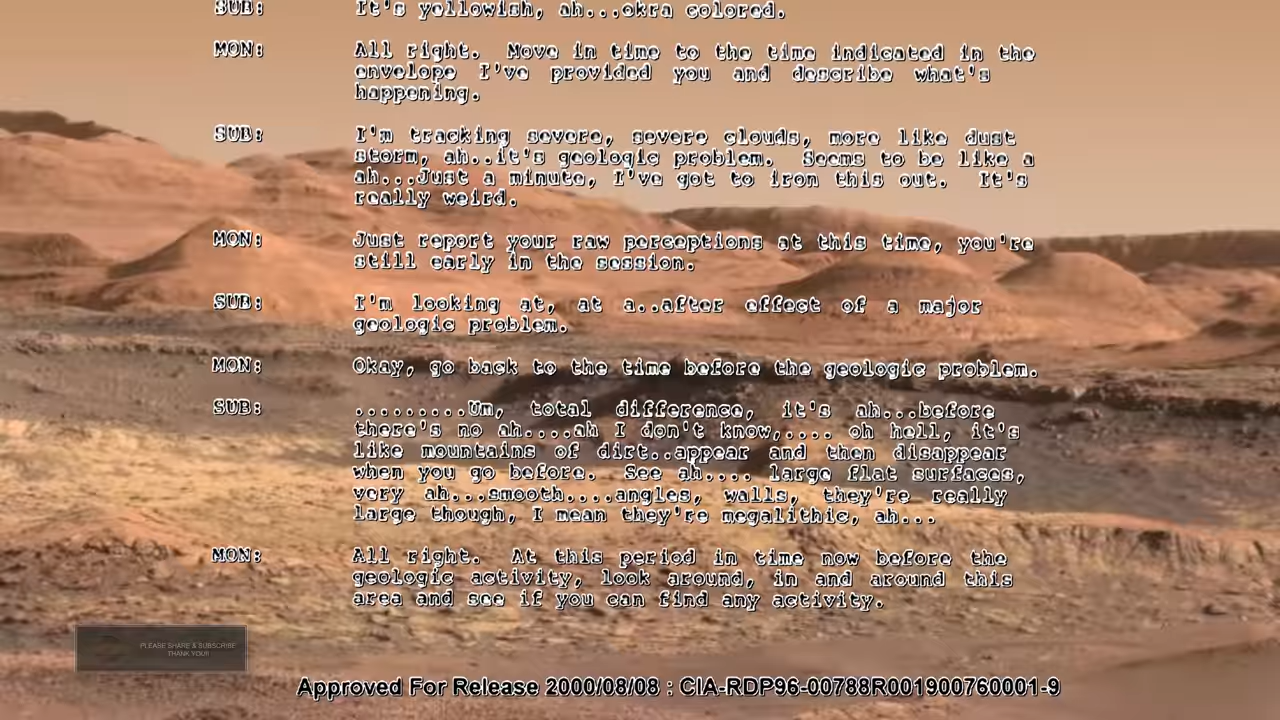 SUB: It's yellowish, ah...okra colored.
MON: All right. Move in time to the time indicated in the
envelope I've provided you and describe what's
happening.
SUB: I'm tracking severe, severe clouds, more like dust
storm, ah..it's geologic problem. Seems to be like a
ah...Just a minute, I've got to iron this out. It's
really weird.
MON: Just report your raw perceptions at this time, you're
still early in the session.
SUB: I'm looking at, at a..after effect of a major
geologic problem.
MON: Okay, go back to the time before the geologic problem.
SUB: .........Um, total difference, it's ah...before
there's no ah....ah I don't know,.... oh hell, it's
like mountains of dirt..appear and then disappear
when you go before. See ah.... large flat surfaces,
very ah...smooth....angles, walls, they're really
large though, I mean they're megalithic, ah...
MON: All right. At this period in time now before the
geologic activity, look around, in and around this
area and see if you can find any activity.
PLEASE SHARE & SUBSCRIBE
THANK YOU!!
Approved For Release 2000/08/08 : CIA-RDP96-00788R001900760001-9